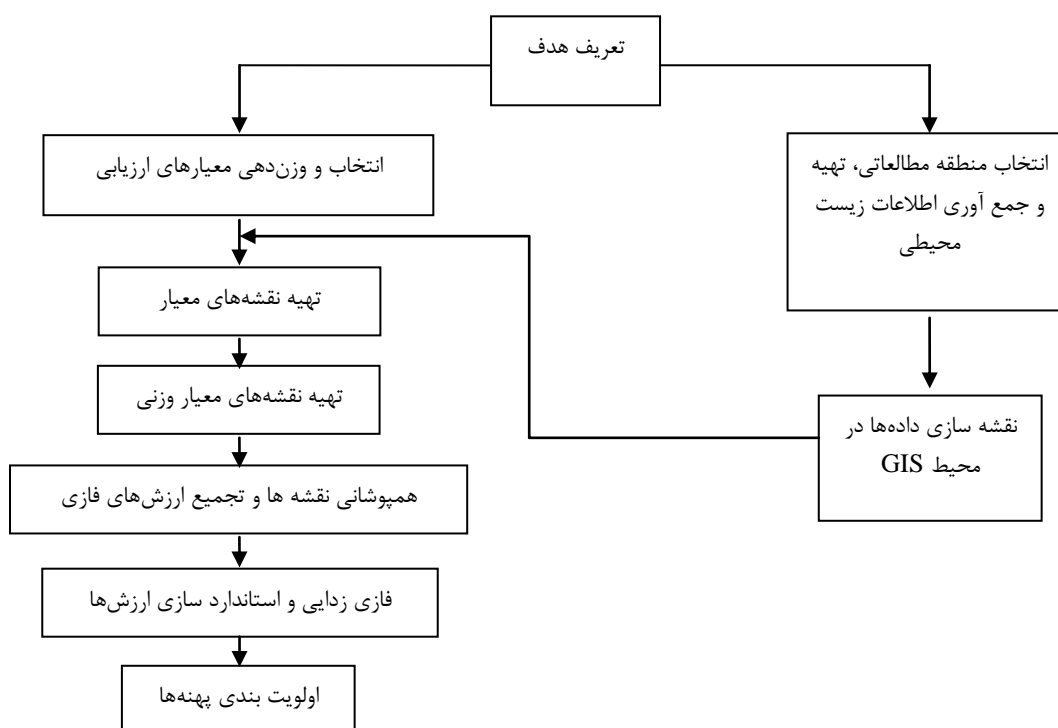 تعریف هدف
انتخاب و وزن‌دهی معیارهای ارزیابی
انتخاب منطقه مطالعاتی، تهیه
و جمع آوری اطلاعات زیست
محیطی
تهیه نقشه‌های معیار
تهیه نقشه‌های معیار وزنی
نقشه سازی داده‌ها در
محیط GIS
همپوشانی نقشه ها و تجمیع ارزش‌های فازی
فازی زدایی و استاندارد سازی ارزش‌ها
اولویت بندی پهنه‌ها